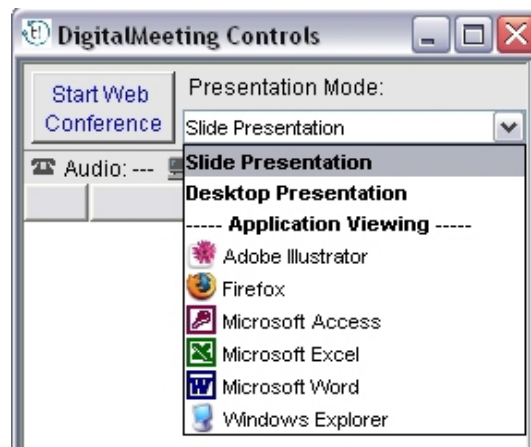 DigitalMeeting Controls
Start Web
Conference
Presentation Mode:
Slide Presentation
Audio: ---
Slide Presentation
Desktop Presentation
----- Application Viewing -----
Adobe Illustrator
Firefox
Microsoft Access
Microsoft Excel
Microsoft Word
Windows Explorer